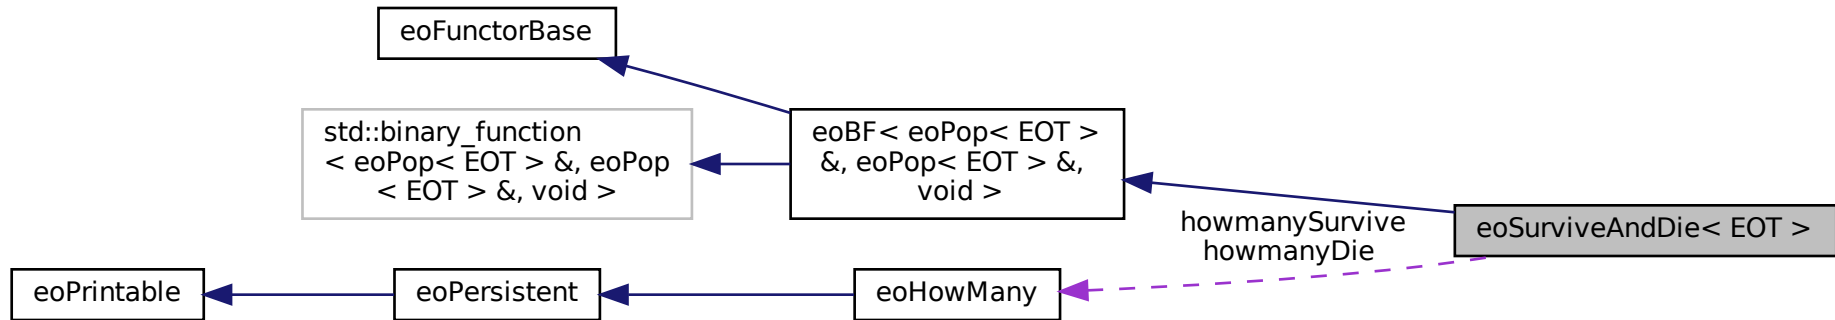 eoFunctorBase
std::binary_function
< eoPop< EOT > &, eoPop
< EOT > &, void >
eoBF< eoPop< EOT >
&, eoPop< EOT > &,
void >
howmanySurvive
howmanyDie
eoSurviveAndDie< EOT >
eoPrintable
eoPersistent
eoHowMany